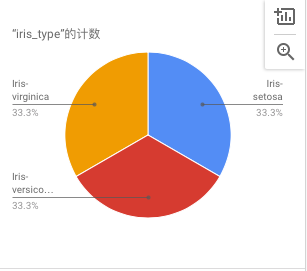 “iris_type”的计数
Iris-
virginica
33.3%
Iris-
setosa
33.3%
Iris-
versico…
33.3%